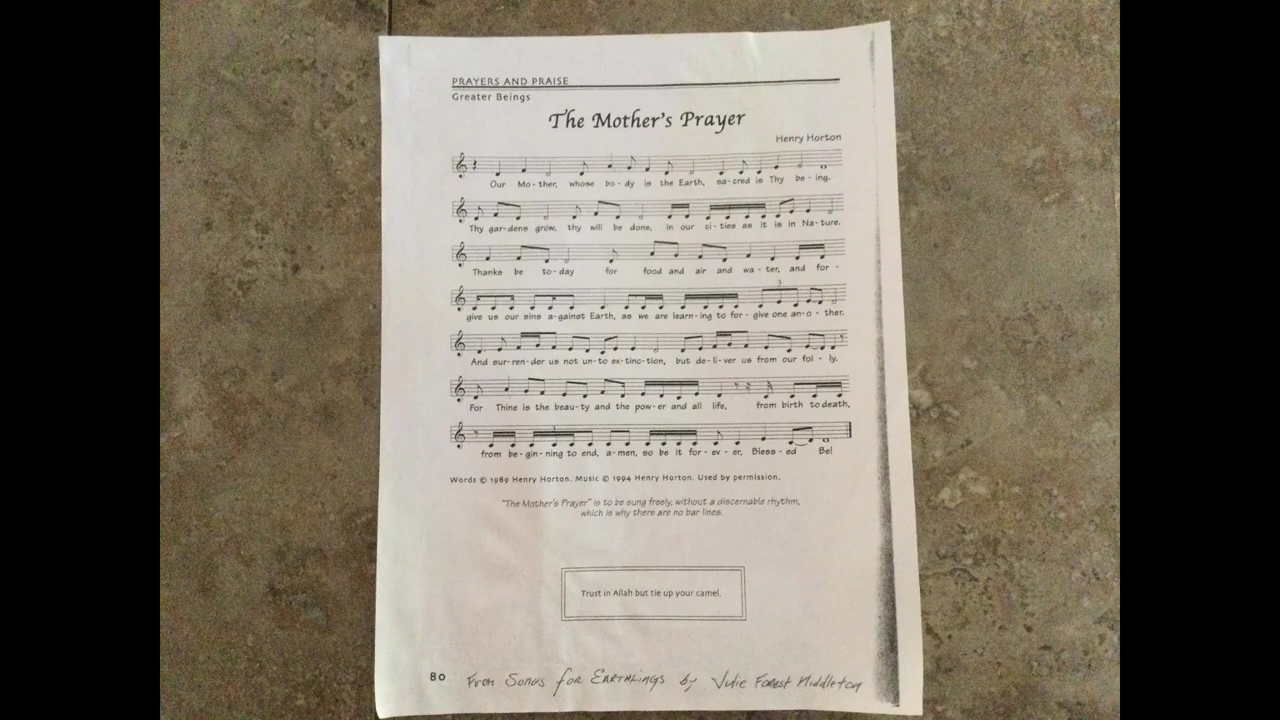 PRAYERS AND PRAISE
Greater Beings
The Mother's Prayer
Henry Horton
Our Mo-ther, whose bo-dy is the Earth, sa-cred is Thy be-ing.
Thy gar-dens grow, thy will be done, in our ci-ties as it is in Na-ture.
Thanks be to-day for food and air and wa-ter, and for-
3
give us our sins a-gainst Earth, as we are learn-ing to for-give one an-o-ther.
And sur-ren-der us not un-to ex-tinc-tion, but de-li-ver us from our fol-ly.
For Thine is the beau-ty and the pow-er and all life, from birth to death,
from be-gin-ning to end, a-men, so be it for-ev-er, Bless-ed Be!
Words © 1989 Henry Horton. Music © 1994 Henry Horton. Used by permission.
"The Mother's Prayer" is to be sung freely, without a discernable rhythm,
which is why there are no bar lines.
Trust in Allah but tie up your camel.
80 From Songs for Earthlings by Julie Forest Middleton